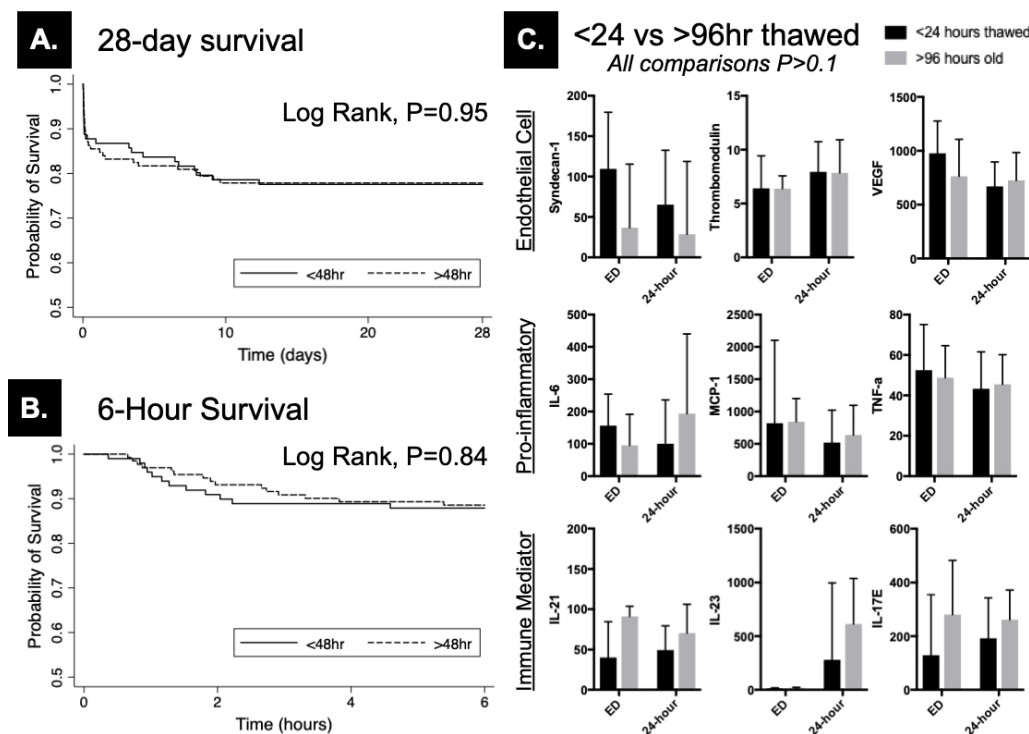 A.
28-day survival
Log Rank, P=0.95
Probability of Survival
1.0
0.9
0.8
0.7
0.6
0.5
<48hr
>48hr
0
10
20
28
Time (days)
B.
6-Hour Survival
Log Rank, P=0.84
Probability of Survival
1.0
0.9
0.8
0.7
0.6
0.5
<48hr
>48hr
0
2
4
6
Time (hours)
C.
<24 vs >96hr thawed
All comparisons P>0.1
<24 hours thawed
>96 hours old
Endothelial Cell
Syndecan-1
200
150
100
50
0
ED
24-hour
Thrombomodulin
15
10
5
0
ED
24-hour
VEGF
1500
1000
500
0
ED
24-hour
Pro-inflammatory
IL-6
500
400
300
200
100
0
ED
24-hour
MCP-1
2500
2000
1500
1000
500
0
ED
24-hour
TNF-a
80
60
40
20
0
ED
24-hour
Immune Mediator
IL-21
200
150
100
50
0
ED
24-hour
IL-23
1500
1000
500
0
ED
24-hour
IL-17E
600
400
200
0
ED
24-hour